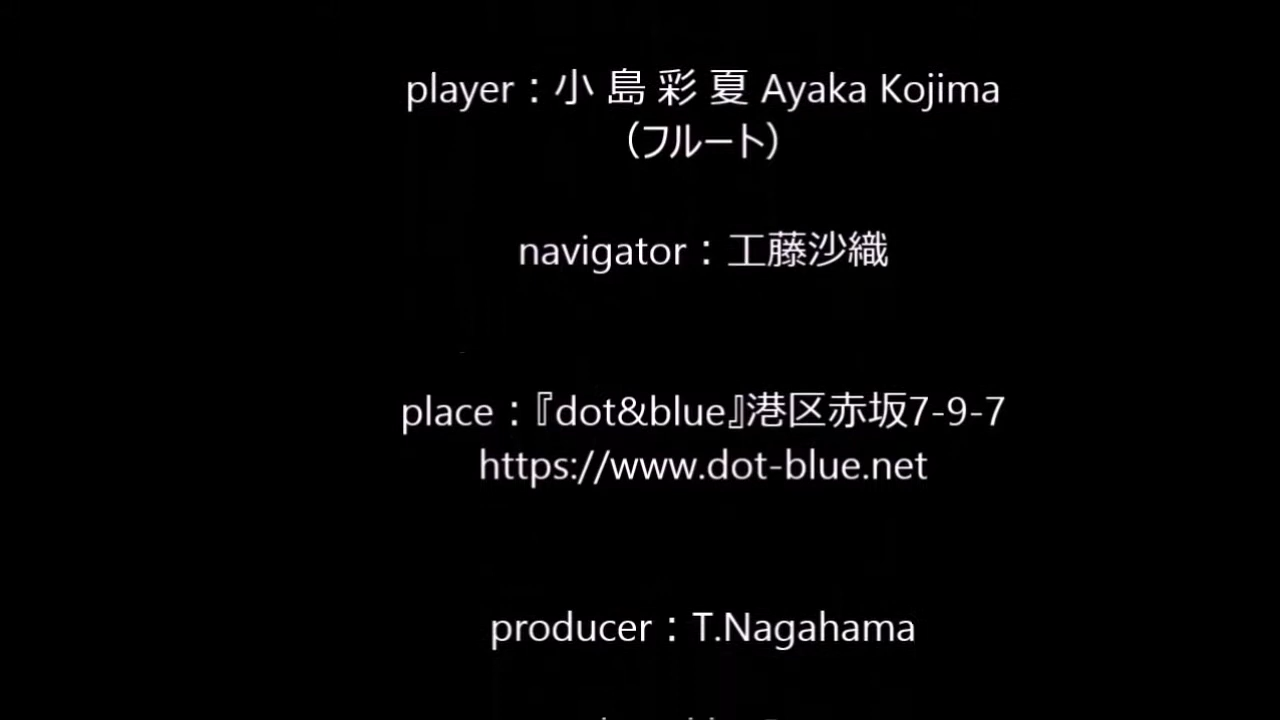 player：小 島 彩 夏 Ayaka Kojima
（フルート）
navigator：工藤沙織
place：『dot&blue』港区赤坂7-9-7
https://www.dot-blue.net
producer：T.Nagahama